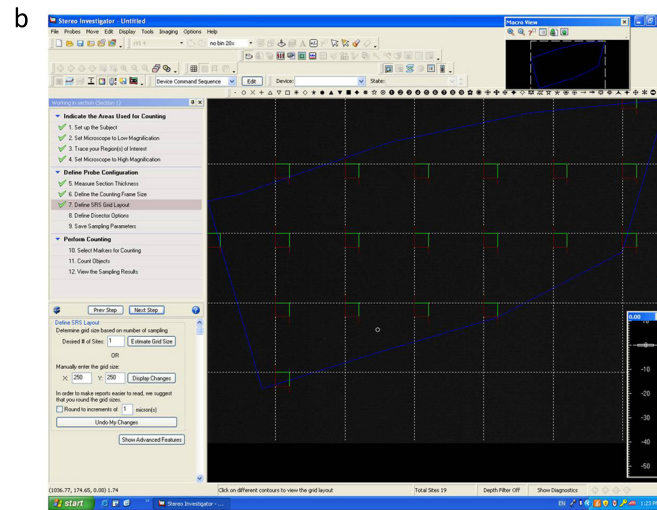 b
Stereo Investigator - Untitled
File Probes Move Edit Display Tools Imaging Options Help
Macro View
no bin 20x
Device Command Sequence
Edit
Device:
State:
Working in section (Section 1)
Indicate the Areas Used for Counting
1. Set up the Subject
2. Set Microscope to Low Magnification
3. Trace your Region(s) of Interest
4. Set Microscope to High Magnification
Define Probe Configuration
5. Measure Section Thickness
6. Define the Counting Frame Size
7. Define SRS Grid Layout
8. Define Disector Options
9. Save Sampling Parameters
Perform Counting
10. Select Markers for Counting
11. Count Objects
12. View the Sampling Results
Prev Step
Next Step
Define SRS Layout
Determine grid size based on number of sampling
Desired # of Sites: 1
Estimate Grid Size
OR
Manually enter the grid size:
X: 250 Y: 250
Display Changes
In order to make reports easier to read, we suggest
that you round the grid sizes.
Round to increments of 1 micron(s)
Undo My Changes
Show Advanced Features
0.00
-10
-20
-30
-40
-50
(1036.77, 174.65, 0.00) 1.74
Click on different contours to view the grid layout
Total Sites 19
Depth Filter Off
Show Diagnostics
start
Stereo Investigator - ...
EN
1:23 PM